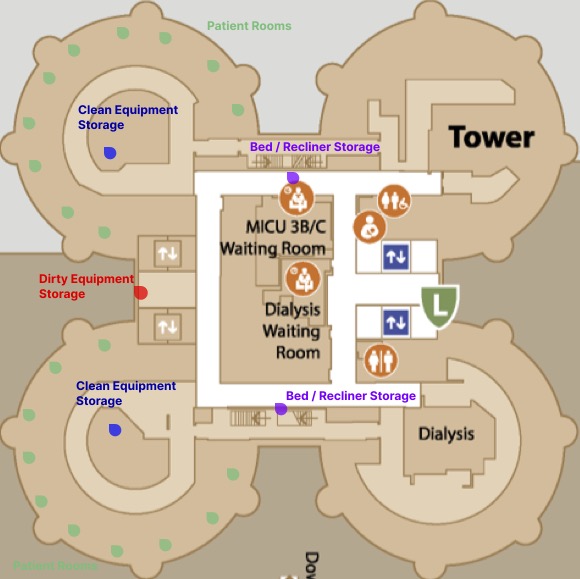 Patient Rooms
Clean Equipment
Storage
Bed / Recliner Storage
Tower
MICU 3B/C
Waiting Room
Dirty Equipment
Storage
L
Dialysis
Waiting
Room
Clean Equipment
Storage
Bed / Recliner Storage
Dialysis
Patient Rooms